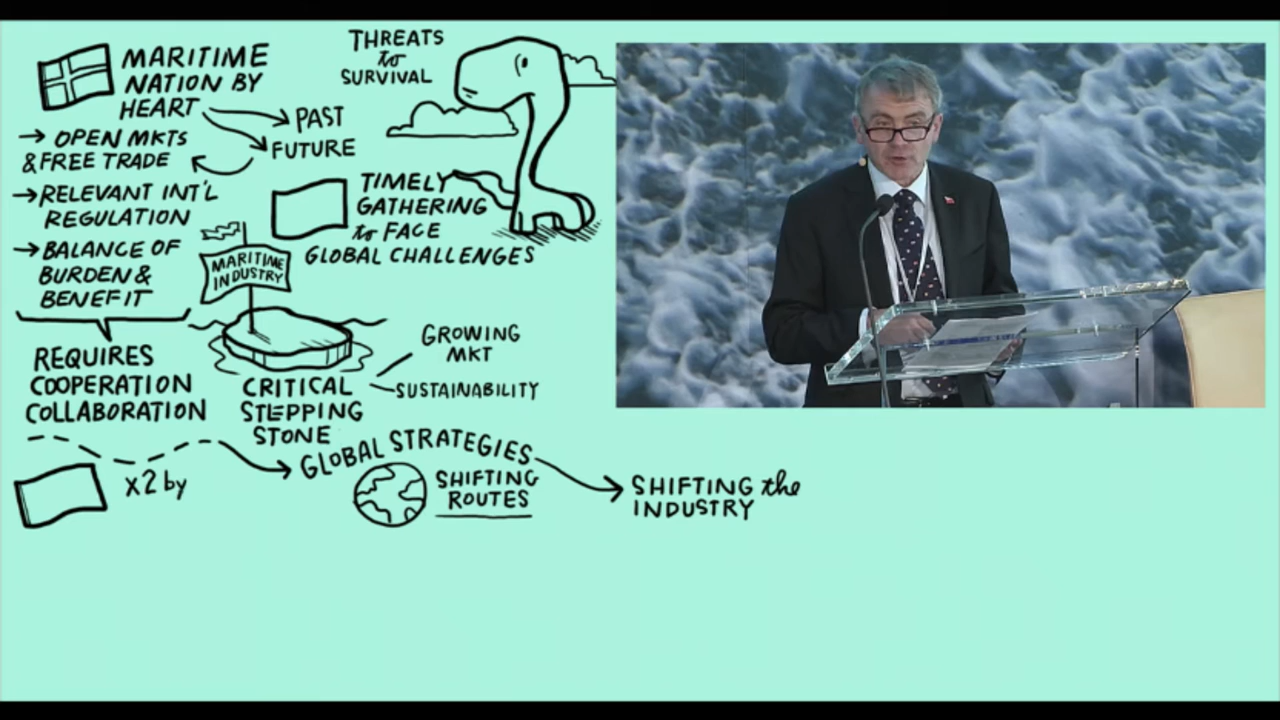 MARITIME
NATION BY
HEART
PAST
FUTURE
→ OPEN MKTS
& FREE TRADE
→ RELEVANT INT'L
REGULATION
→ BALANCE OF
BURDEN &
BENEFIT
REQUIRES
COOPERATION
COLLABORATION
THREATS
to
SURVIVAL
TIMELY
GATHERING
to FACE
GLOBAL CHALLENGES
MARITIME
INDUSTRY
CRITICAL
STEPPING
STONE
GROWING
MKT
SUSTAINABILITY
x2 by
GLOBAL STRATEGIES
SHIFTING
ROUTES
SHIFTING the
INDUSTRY